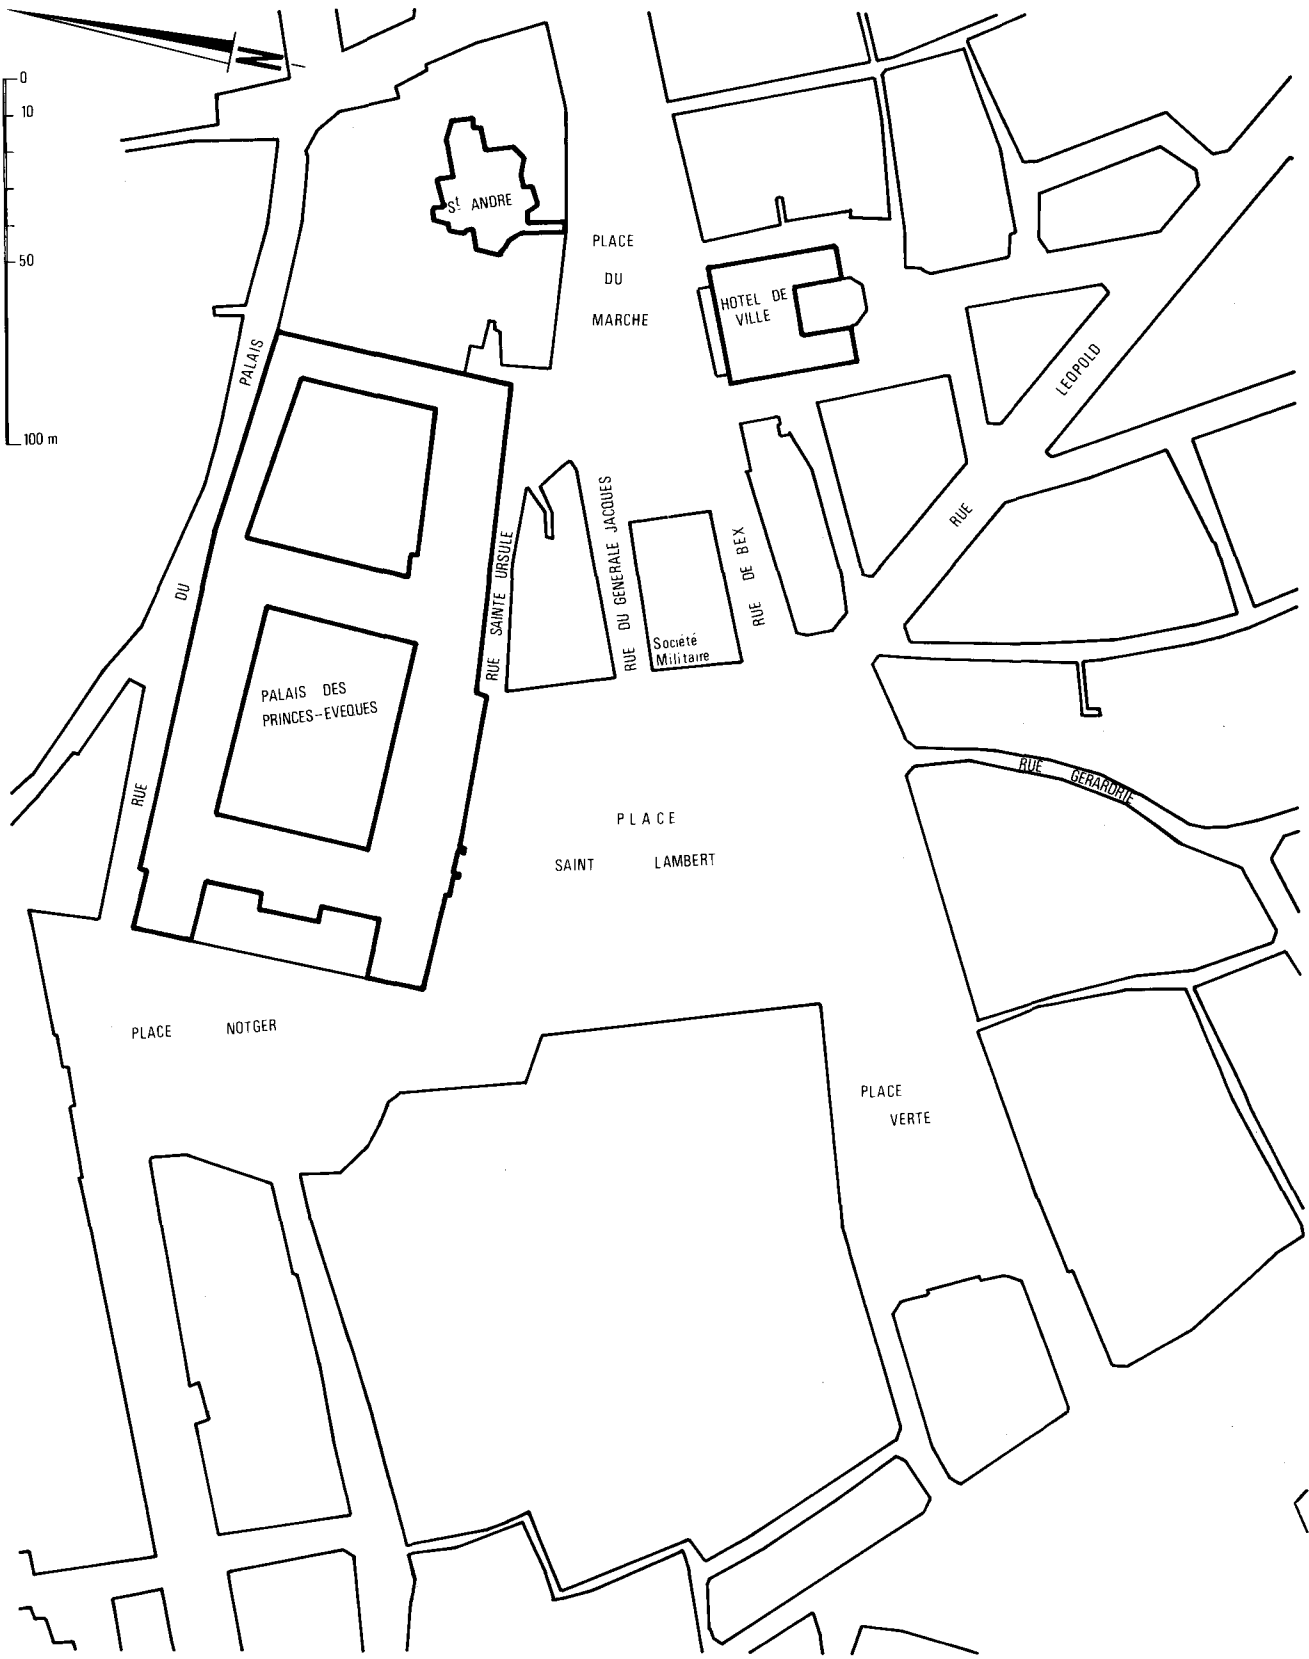 N
0
10
50
100 m
St ANDRE
PLACE
DU
MARCHE
HOTEL DE
VILLE
RUE DU PALAIS
RUE LEOPOLD
RUE SAINTE URSULE
RUE DU GENERALE JACQUES
RUE DE BEX
Société
Militaire
PALAIS DES
PRINCES--EVEQUES
RUE GERARDRIE
PLACE
SAINT LAMBERT
PLACE NOTGER
PLACE
VERTE